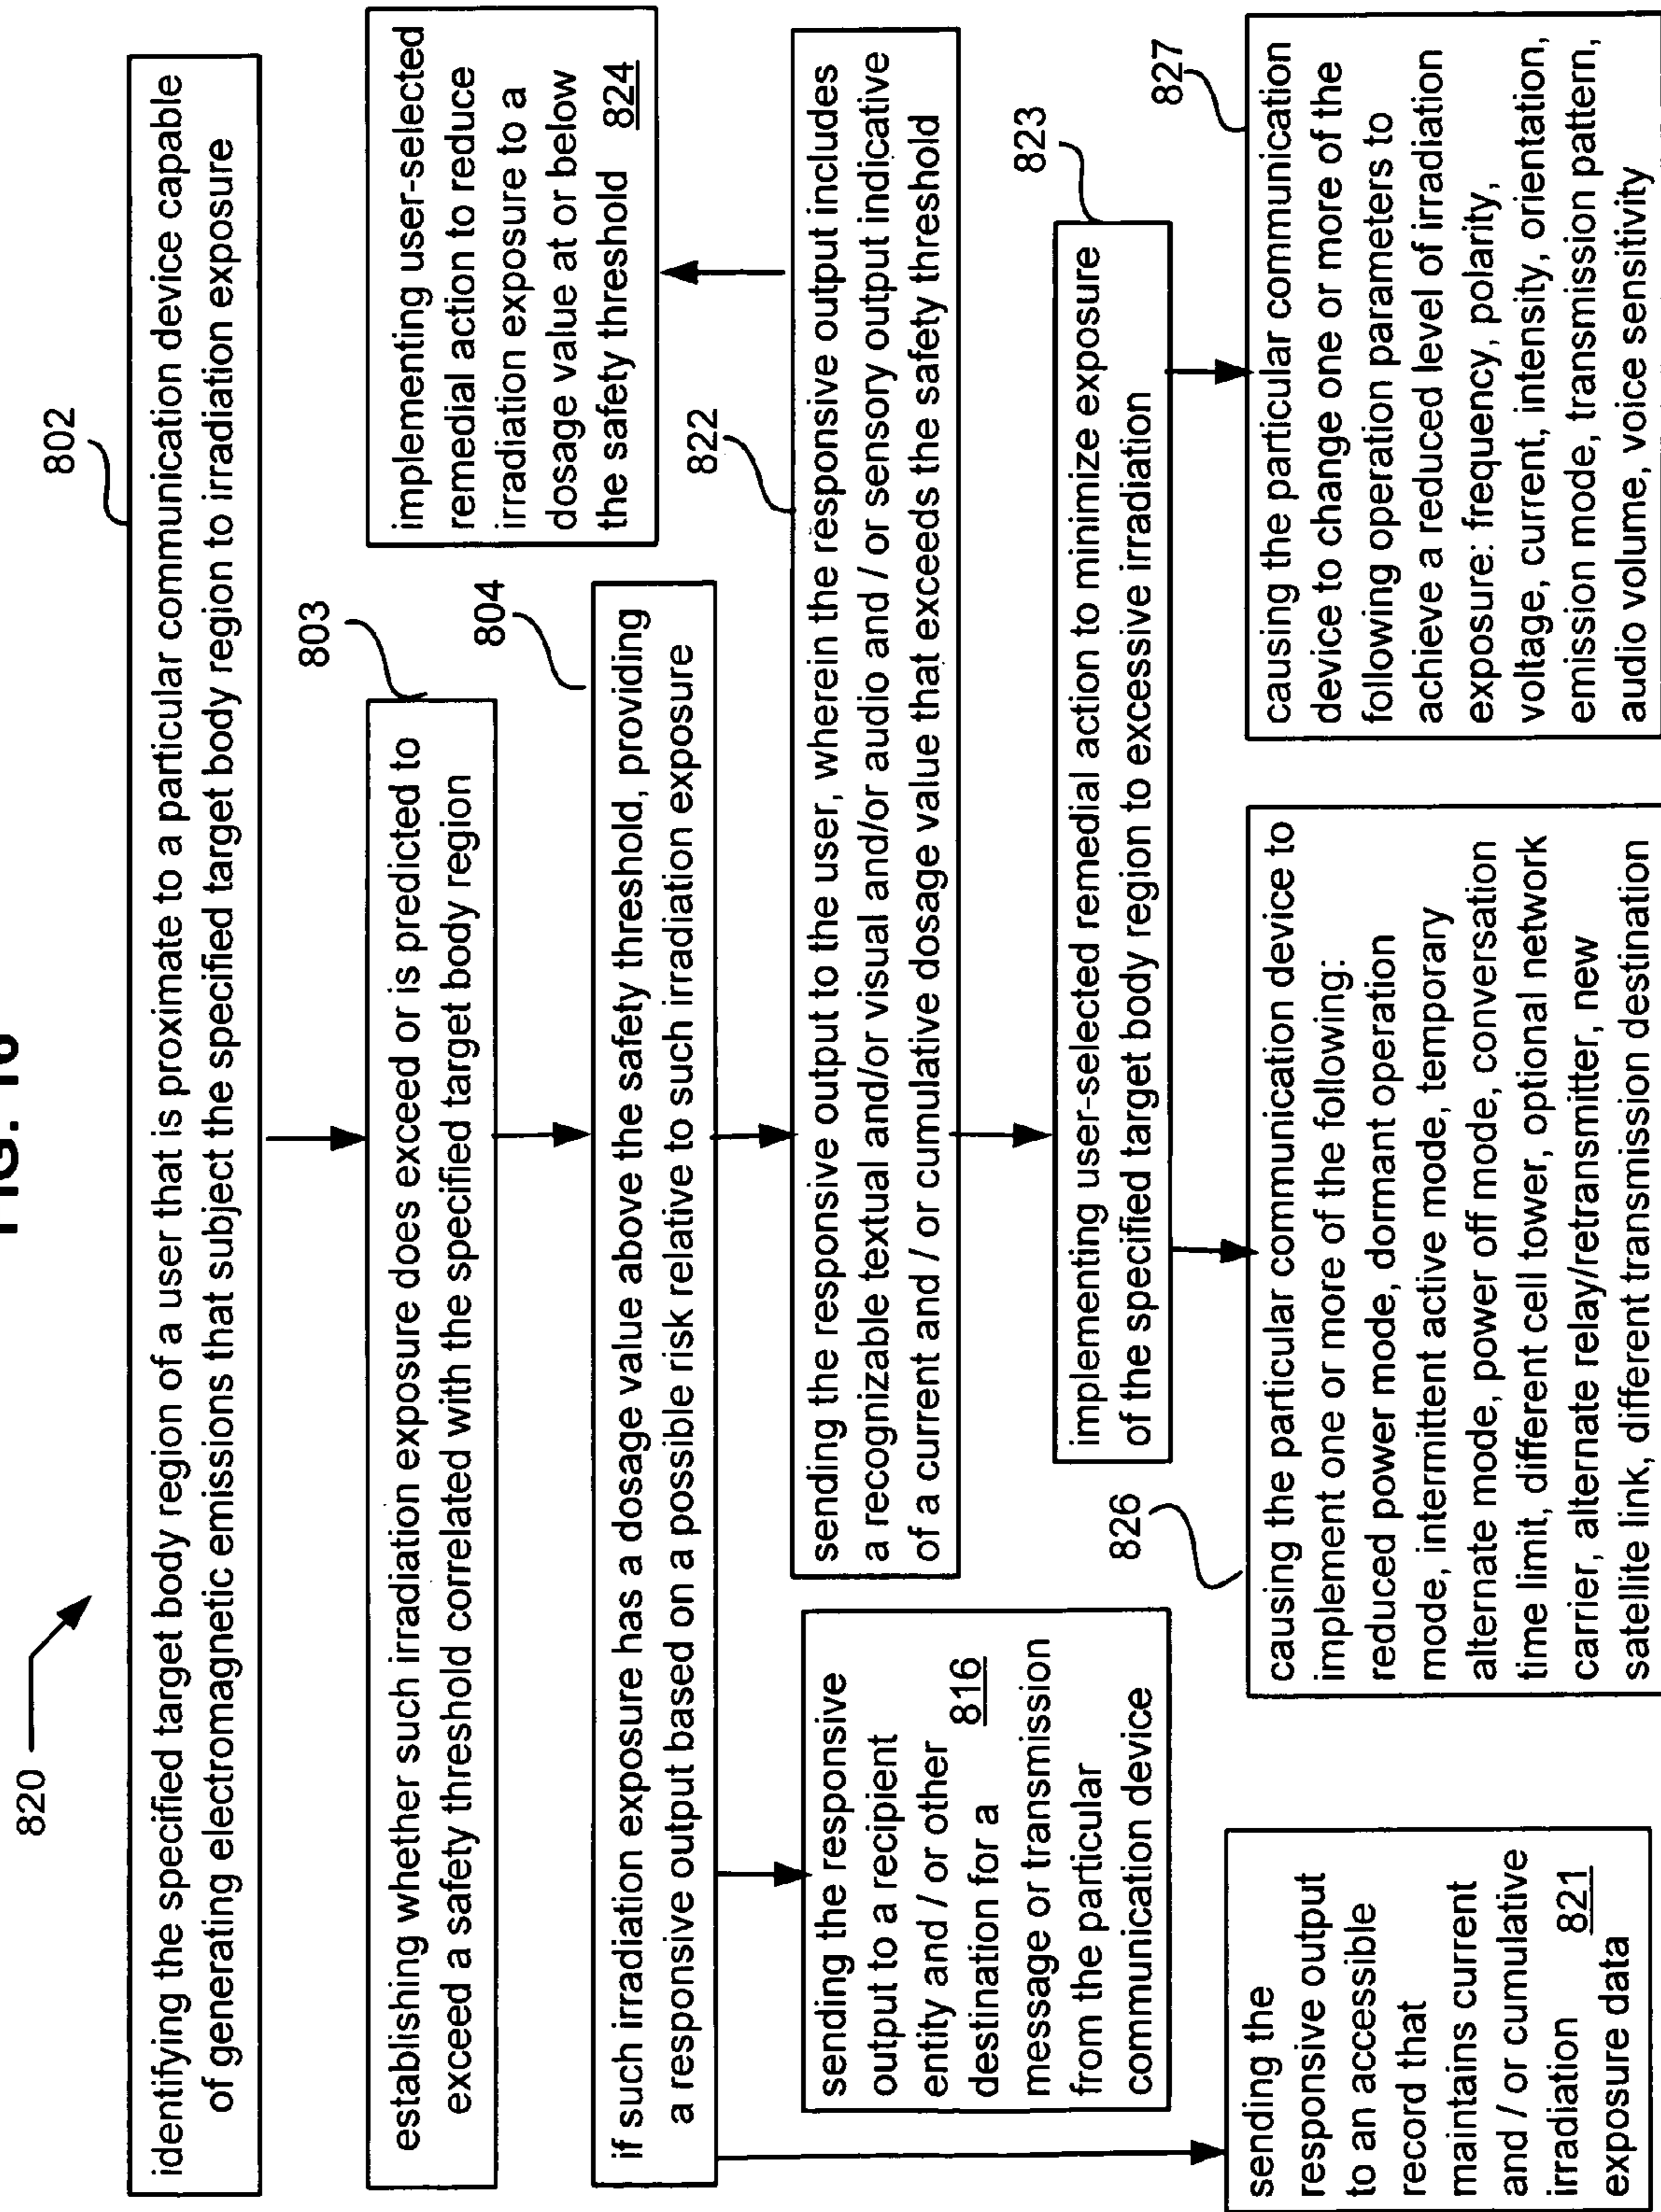 FIG.
820
802
identifying the specified target body region of a user that is proximate to a particular communication device capable
of generating electromagnetic emissions that subject the specified target body region to irradiation exposure
803
establishing whether such irradiation exposure does exceed or is predicted to
exceed a safety threshold correlated with the specified target body region
implementing user-selected
remedial action to reduce
irradiation exposure to a
dosage value at or below
the safety threshold 824
804
if such irradiation exposure has a dosage value above the safety threshold, providing
a responsive output based on a possible risk relative to such irradiation exposure
822
sending the responsive output to the user, wherein the responsive output includes
a recognizable textual and/or visual and/or audio and / or sensory output indicative
of a current and / or cumulative dosage value that exceeds the safety threshold
sending the responsive
output to a recipient
entity and / or other 816
destination for a
message or transmission
from the particular
communication device
823
implementing user-selected remedial action to minimize exposure
of the specified target body region to excessive irradiation
sending the
responsive output
to an accessible
record that
maintains current
and / or cumulative
irradiation 821
exposure data
826
causing the particular communication device to
implement one or more of the following:
reduced power mode, dormant operation
mode, intermittent active mode, temporary
alternate mode, power off mode, conversation
time limit, different cell tower, optional network
carrier, alternate relay/retransmitter, new
satellite link, different transmission destination
827
causing the particular communication
device to change one or more of the
following operation parameters to
achieve a reduced level of irradiation
exposure: frequency, polarity,
voltage, current, intensity, orientation,
emission mode, transmission pattern,
audio volume, voice sensitivity